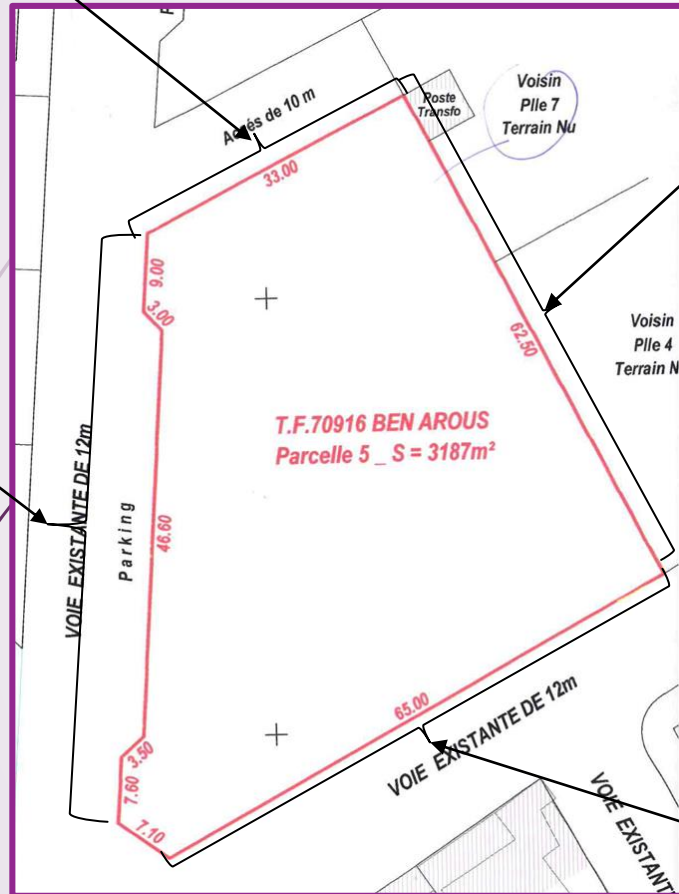 Accès de 10 m
Poste
Transfo
Voisin
Plle 7
Terrain Nu
33.00
9.00
3.00
62.50
Voisin
Plle 4
Terrain N
T.F.70916 BEN AROUS
Parcelle 5 _ S = 3187m²
VOIE EXISTANTE DE 12m
Parking
46.60
65.00
VOIE EXISTANTE DE 12m
3.50
7.60
7.10
VOIE EXISTANT